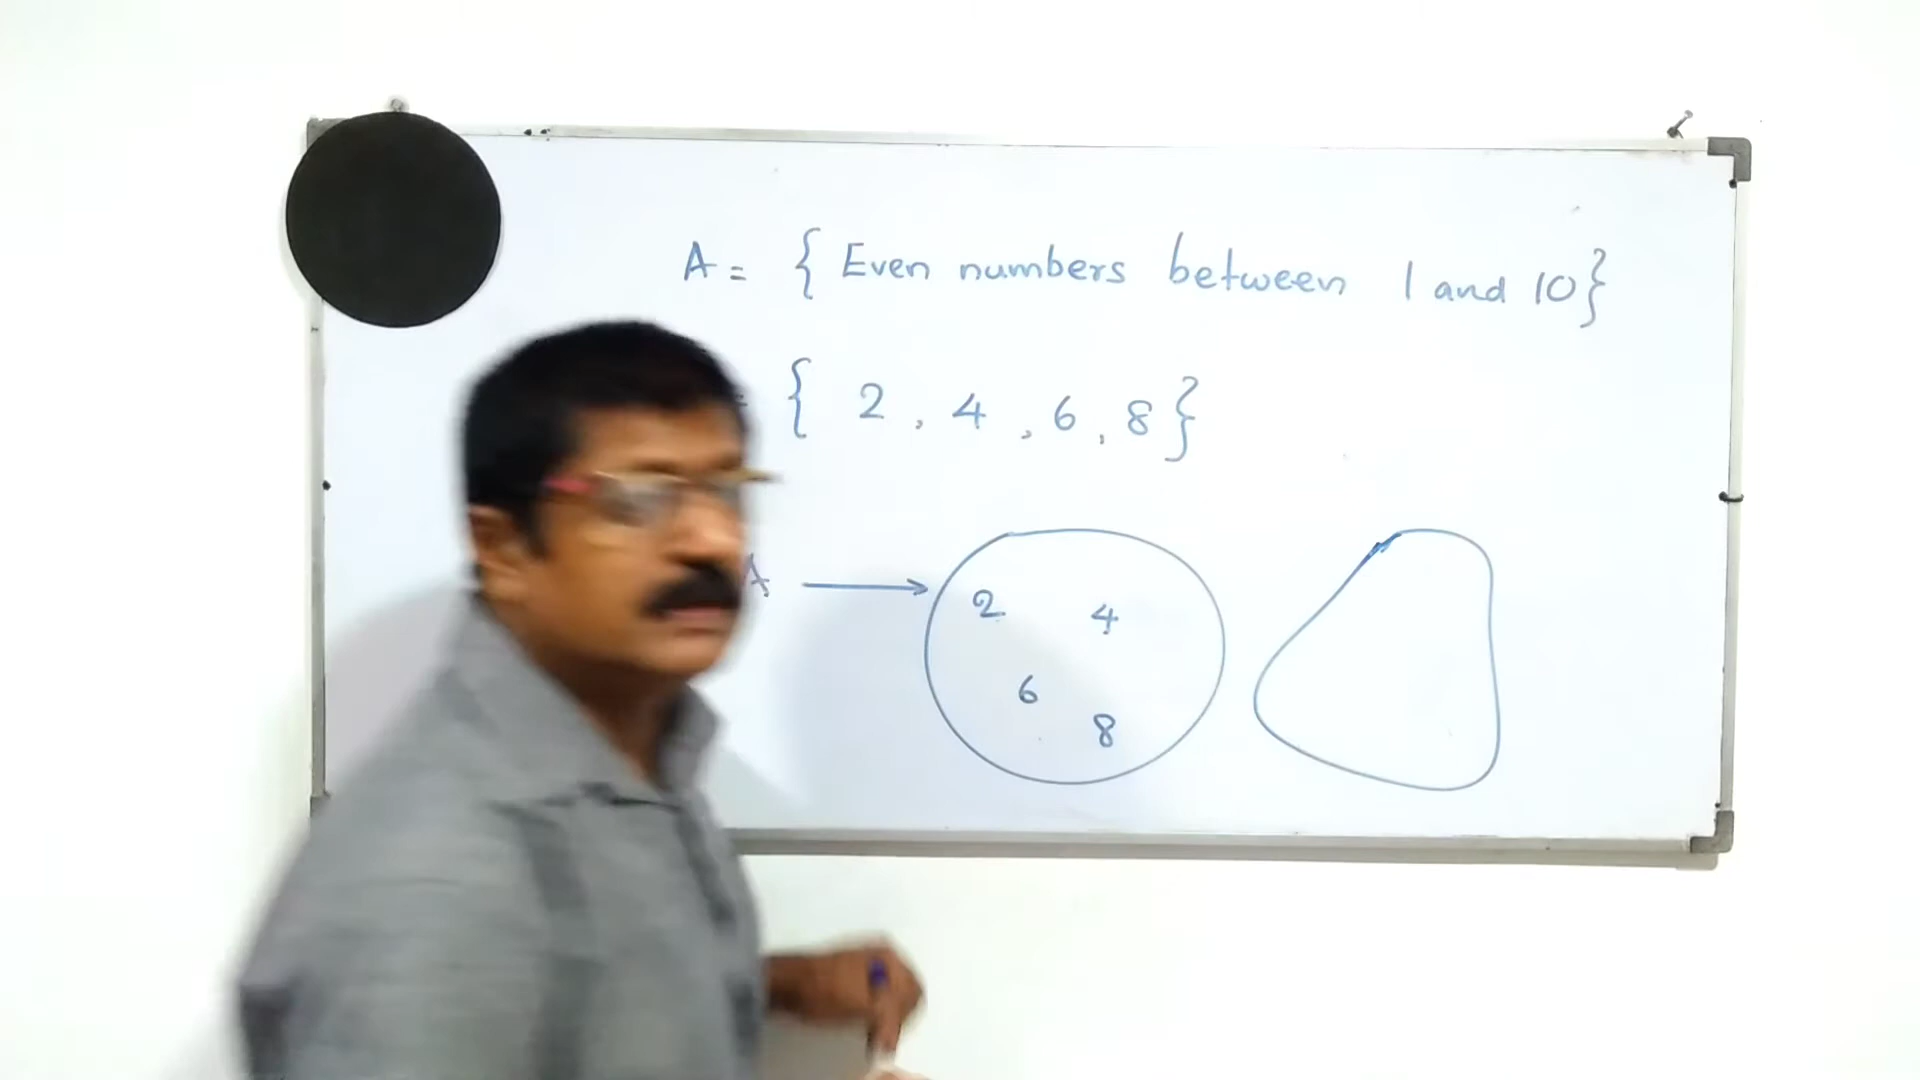 A = { Even numbers between 1 and 10}
= { 2 , 4 , 6 , 8 }
A → 2 4
6
8